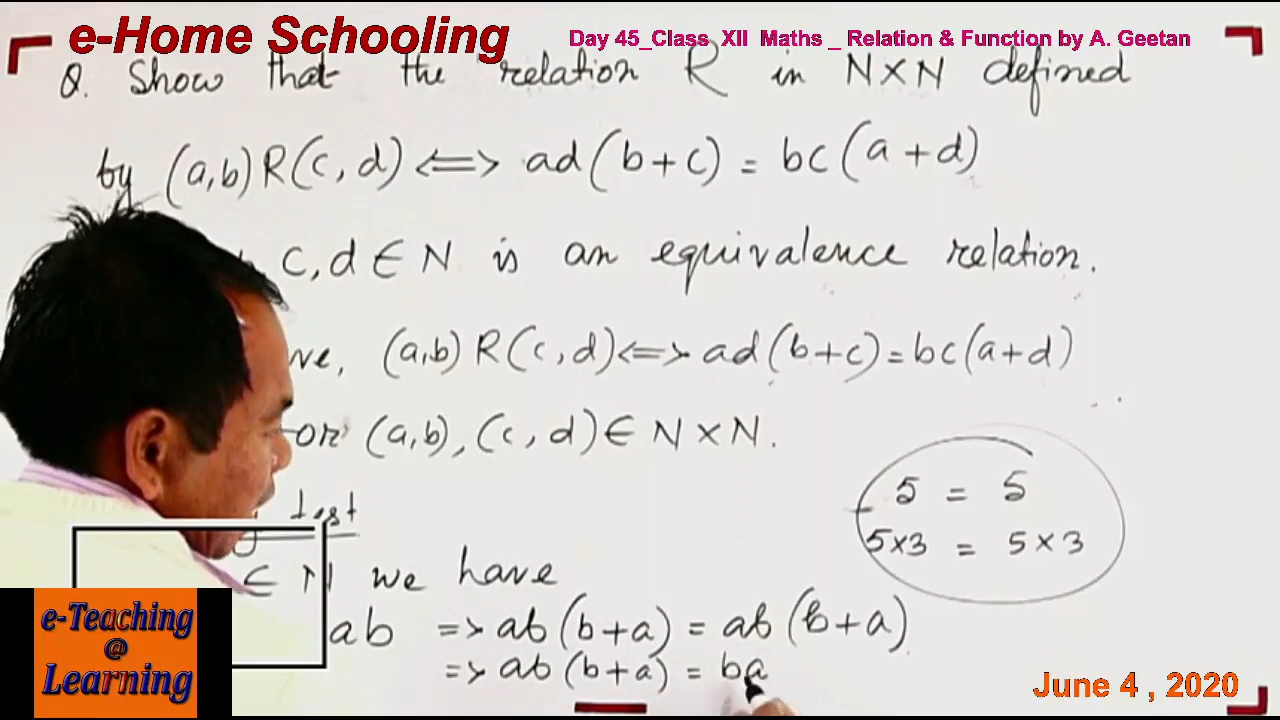 e-Home Schooling
Day 45_Class XII Maths _ Relation & Function by A. Geetan
Q. Show that the relation R in N×N defined
by (a,b)R(c,d) <=> ad(b+c) = bc(a+d)
c,d ∈ N is an equivalence relation.
ve, (a,b) R(c,d) <=> ad(b+c) = bc(a+d)
or (a,b), (c,d) ∈ N×N.
5 = 5
test
5×3 = 5×3
∈ N we have
ab => ab(b+a) = ab(b+a)
=> ab(b+a) = ba
e-Teaching
@
Learning
June 4 , 2020